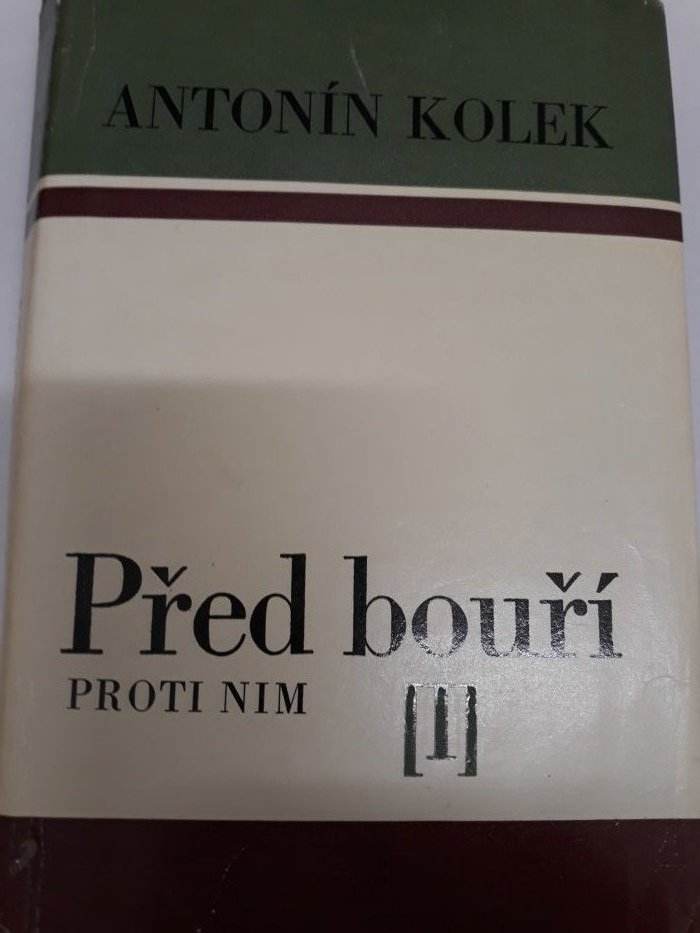 ANTONÍN KOLEK
Před bouří
PROTI NIM
[I]